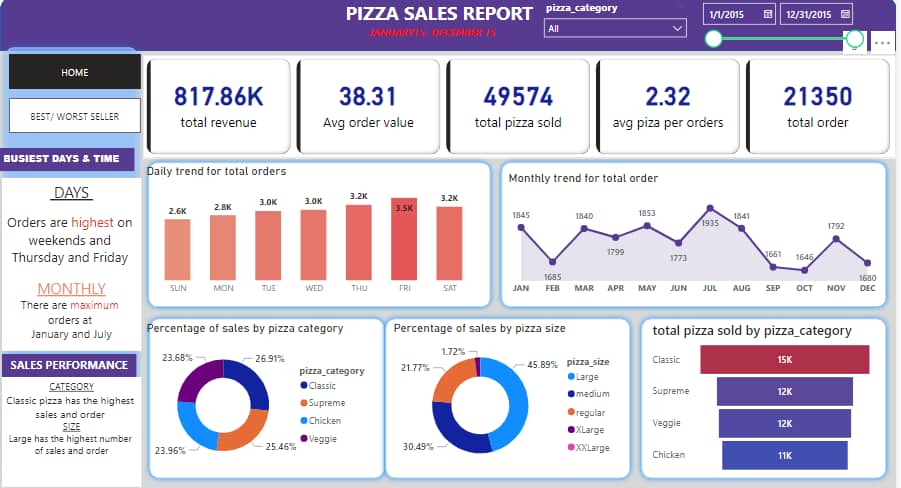 PIZZA SALES REPORT
JANUARY15- DECEMBER 15
pizza_category
All
1/1/2015
12/31/2015
HOME
BEST/ WORST SELLER
BUSIEST DAYS & TIME
DAYS
Orders are highest on
weekends and
Thursday and Friday
MONTHLY
There are maximum
orders at
January and July
SALES PERFORMANCE
CATEGORY
Classic pizza has the highest
sales and order
SIZE
Large has the highest number
of sales and order
817.86K
total revenue
38.31
Avg order value
49574
total pizza sold
2.32
avg piza per orders
21350
total order
Daily trend for total orders
2.6K
2.8K
3.0K
3.0K
3.2K
3.5K
3.2K
SUN MON TUE WED THU FRI SAT
Monthly trend for total order
1845
1685
1840
1799
1853
1773
1935
1841
1661
1646
1792
1680
JAN FEB MAR APR MAY JUN JUL AUG SEP OCT NOV DEC
Percentage of sales by pizza category
23.68%
26.91%
23.96%
25.46%
pizza_category
Classic
Supreme
Chicken
Veggie
Percentage of sales by pizza size
1.72%
21.77%
45.89%
30.49%
pizza_size
Large
medium
regular
XLarge
XXLarge
total pizza sold by pizza_category
Classic 15K
Supreme 12K
Veggie 12K
Chicken 11K